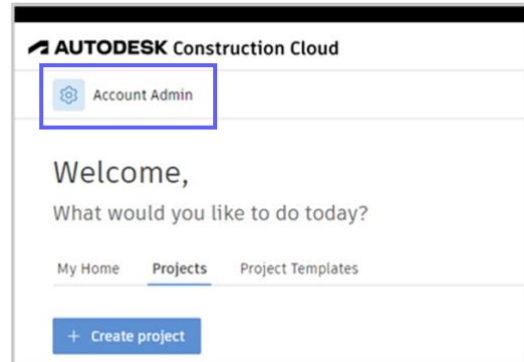 AUTODESK Construction Cloud
Account Admin
Welcome,
What would you like to do today?
My Home Projects Project Templates
+ Create project